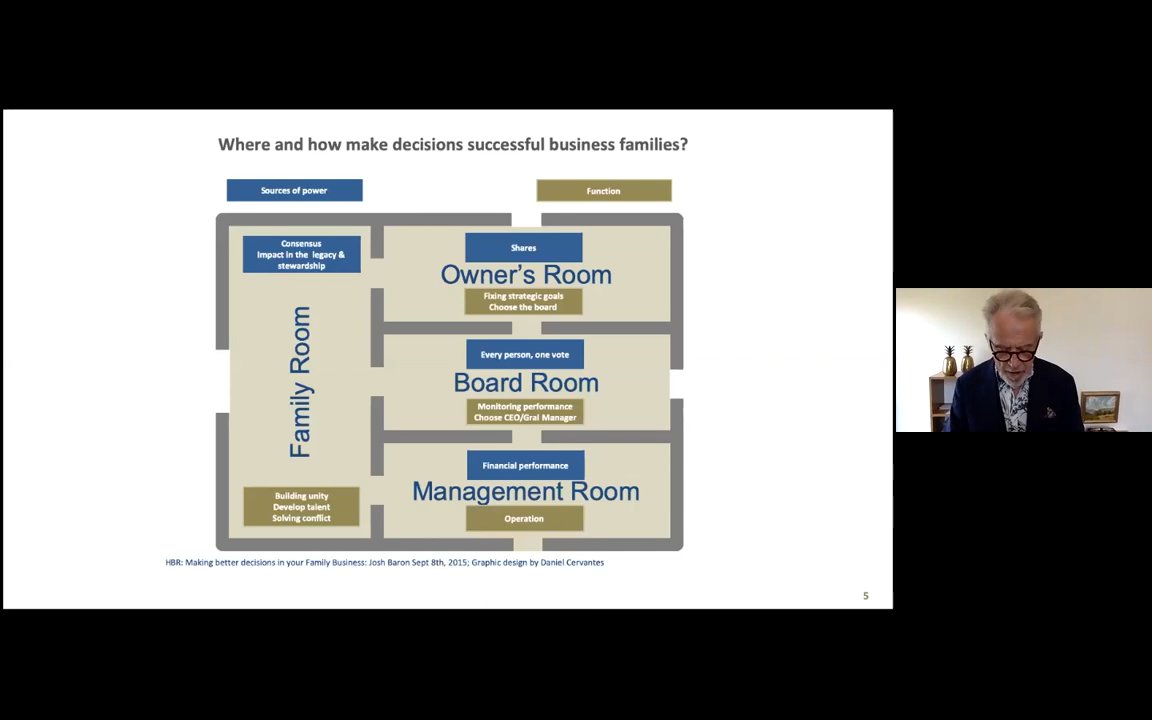 Where and how make decisions successful business families?
Sources of power
Function
Consensus
Impact in the  legacy &
stewardship
Family Room
Building unity
Develop talent
Solving conflict
Shares
Owner's Room
Fixing strategic goals
Choose the board
Every person, one vote
Board Room
Monitoring performance
Choose CEO/Gral Manager
Financial performance
Management Room
Operation
HBR: Making better decisions in your Family Business: Josh Baron Sept 8th, 2015; Graphic design by Daniel Cervantes
5